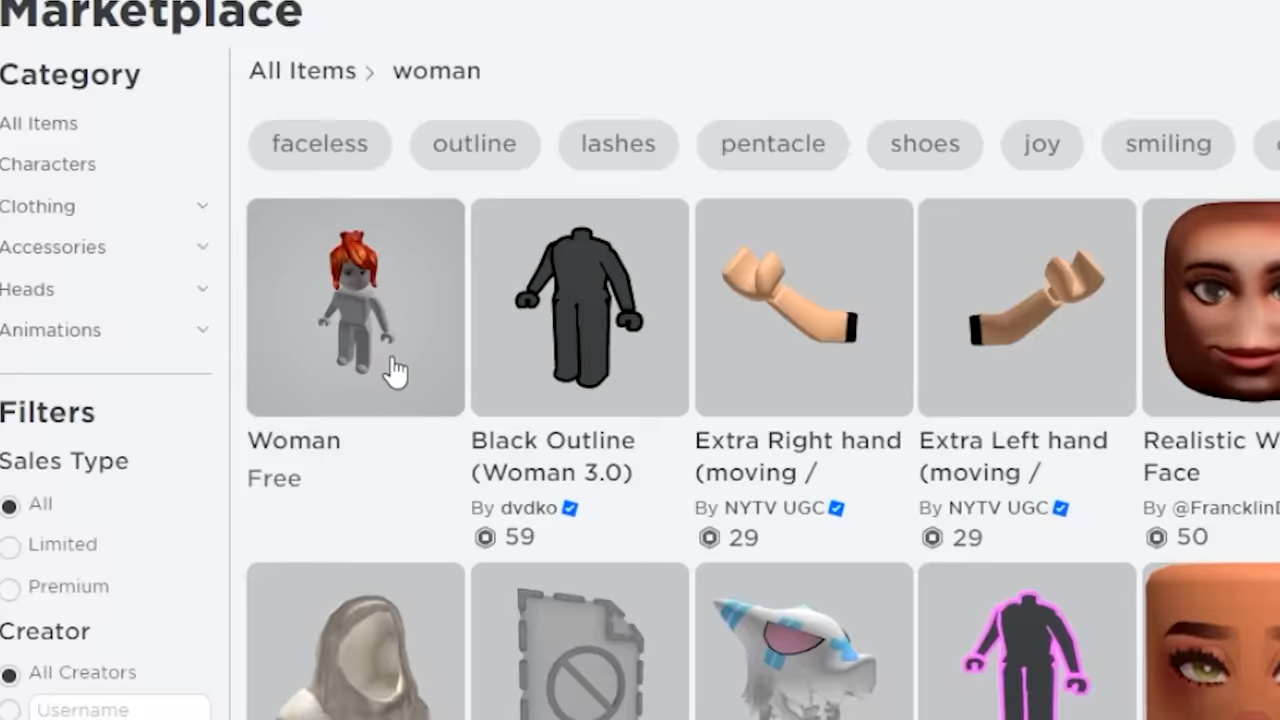 Marketplace
Category
All Items
Characters
Clothing
Accessories
Heads
Animations
Filters
Sales Type
All
Limited
Premium
Creator
All Creators
Username
All Items > woman
faceless
outline
lashes
pentacle
shoes
joy
smiling
Woman
Free
Black Outline
(Woman 3.0)
By dvdko
59
Extra Right hand
(moving /
By NYTV UGC
29
Extra Left hand
(moving /
By NYTV UGC
29
Realistic W
Face
By @Francklin
50